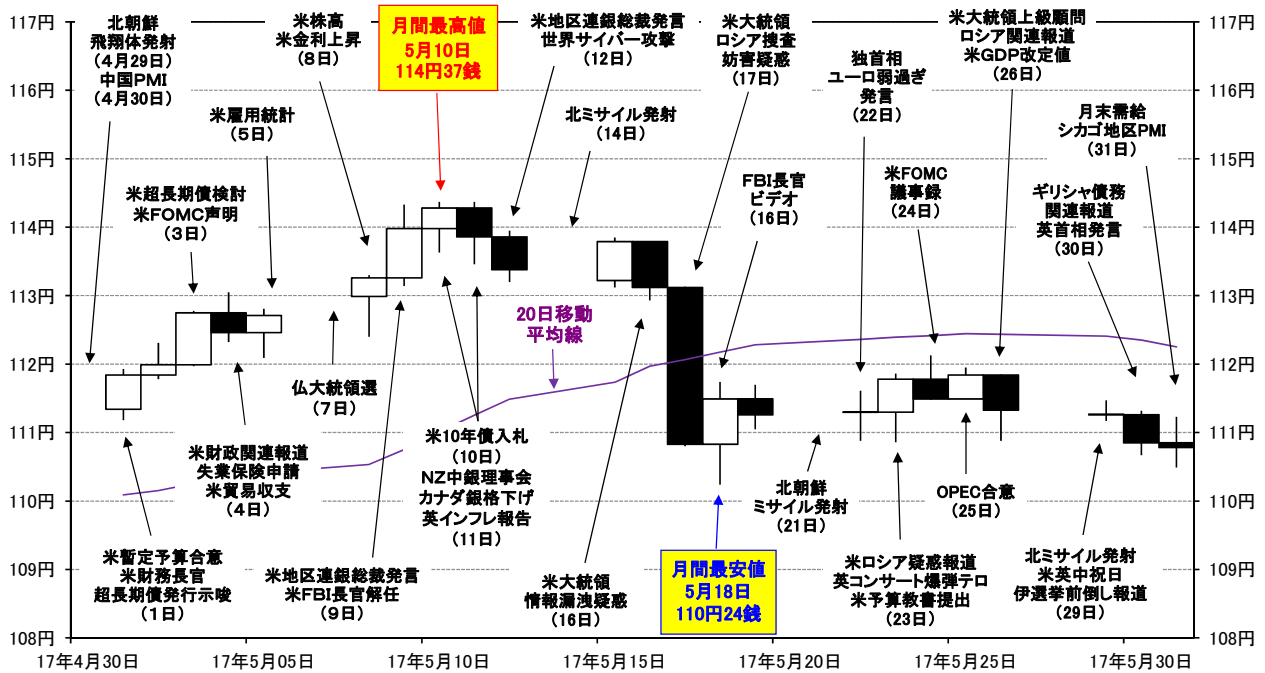 117円
116円
115円
114円
113円
112円
111円
110円
109円
108円
北朝鮮
飛翔体発射
(4月29日)
中国PMI
(4月30日)
米株高
米金利上昇
(8日)
月間最高値
5月10日
114円37銭
米地区連銀総裁発言
世界サイバー攻撃
(12日)
米大統領
ロシア捜査
妨害疑惑
(17日)
独首相
ユーロ弱過ぎ
発言
(22日)
米大統領上級顧問
ロシア関連報道
米GDP改定値
(26日)
月末需給
シカゴ地区PMI
(31日)
米雇用統計
(5日)
北ミサイル発射
(14日)
米超長期債検討
米FOMC声明
(3日)
FBI長官
ビデオ
(16日)
米FOMC
議事録
(24日)
ギリシャ債務
関連報道
英首相発言
(30日)
20日移動
平均線
仏大統領選
(7日)
米財政関連報道
失業保険申請
米貿易収支
(4日)
米10年債入札
(10日)
NZ中銀理事会
カナダ銀格下げ
英インフレ報告
(11日)
北朝鮮
ミサイル発射
(21日)
OPEC合意
(25日)
米暫定予算合意
米財務長官
超長期債発行示唆
(1日)
米地区連銀総裁発言
米FBI長官解任
(9日)
米大統領
情報漏洩疑惑
(16日)
月間最安値
5月18日
110円24銭
米ロシア疑惑報道
英コンサート爆弾テロ
米予算教書提出
(23日)
北ミサイル発射
米英中祝日
伊選挙前倒し報道
(29日)
117円
116円
115円
114円
113円
112円
111円
110円
109円
108円
17年4月30日
17年5月05日
17年5月10日
17年5月15日
17年5月20日
17年5月25日
17年5月30日